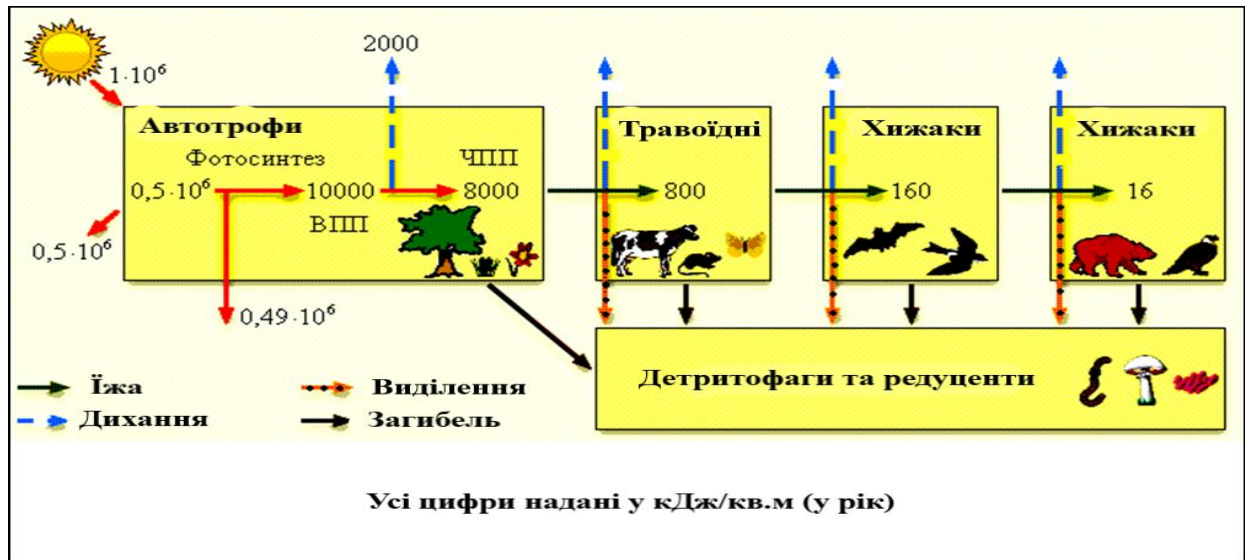 2000
1·10⁶
Автотрофи
Травоїдні
Хижаки
Хижаки
Фотосинтез
ЧПП
0,5·10⁶
10000
8000
800
160
16
ВПП
0,5·10⁶
0,49·10⁶
Їжа
Виділення
Дихання
Загибель
Детритофаги та редуценти
Усі цифри надані у кДж/кв.м (у рік)